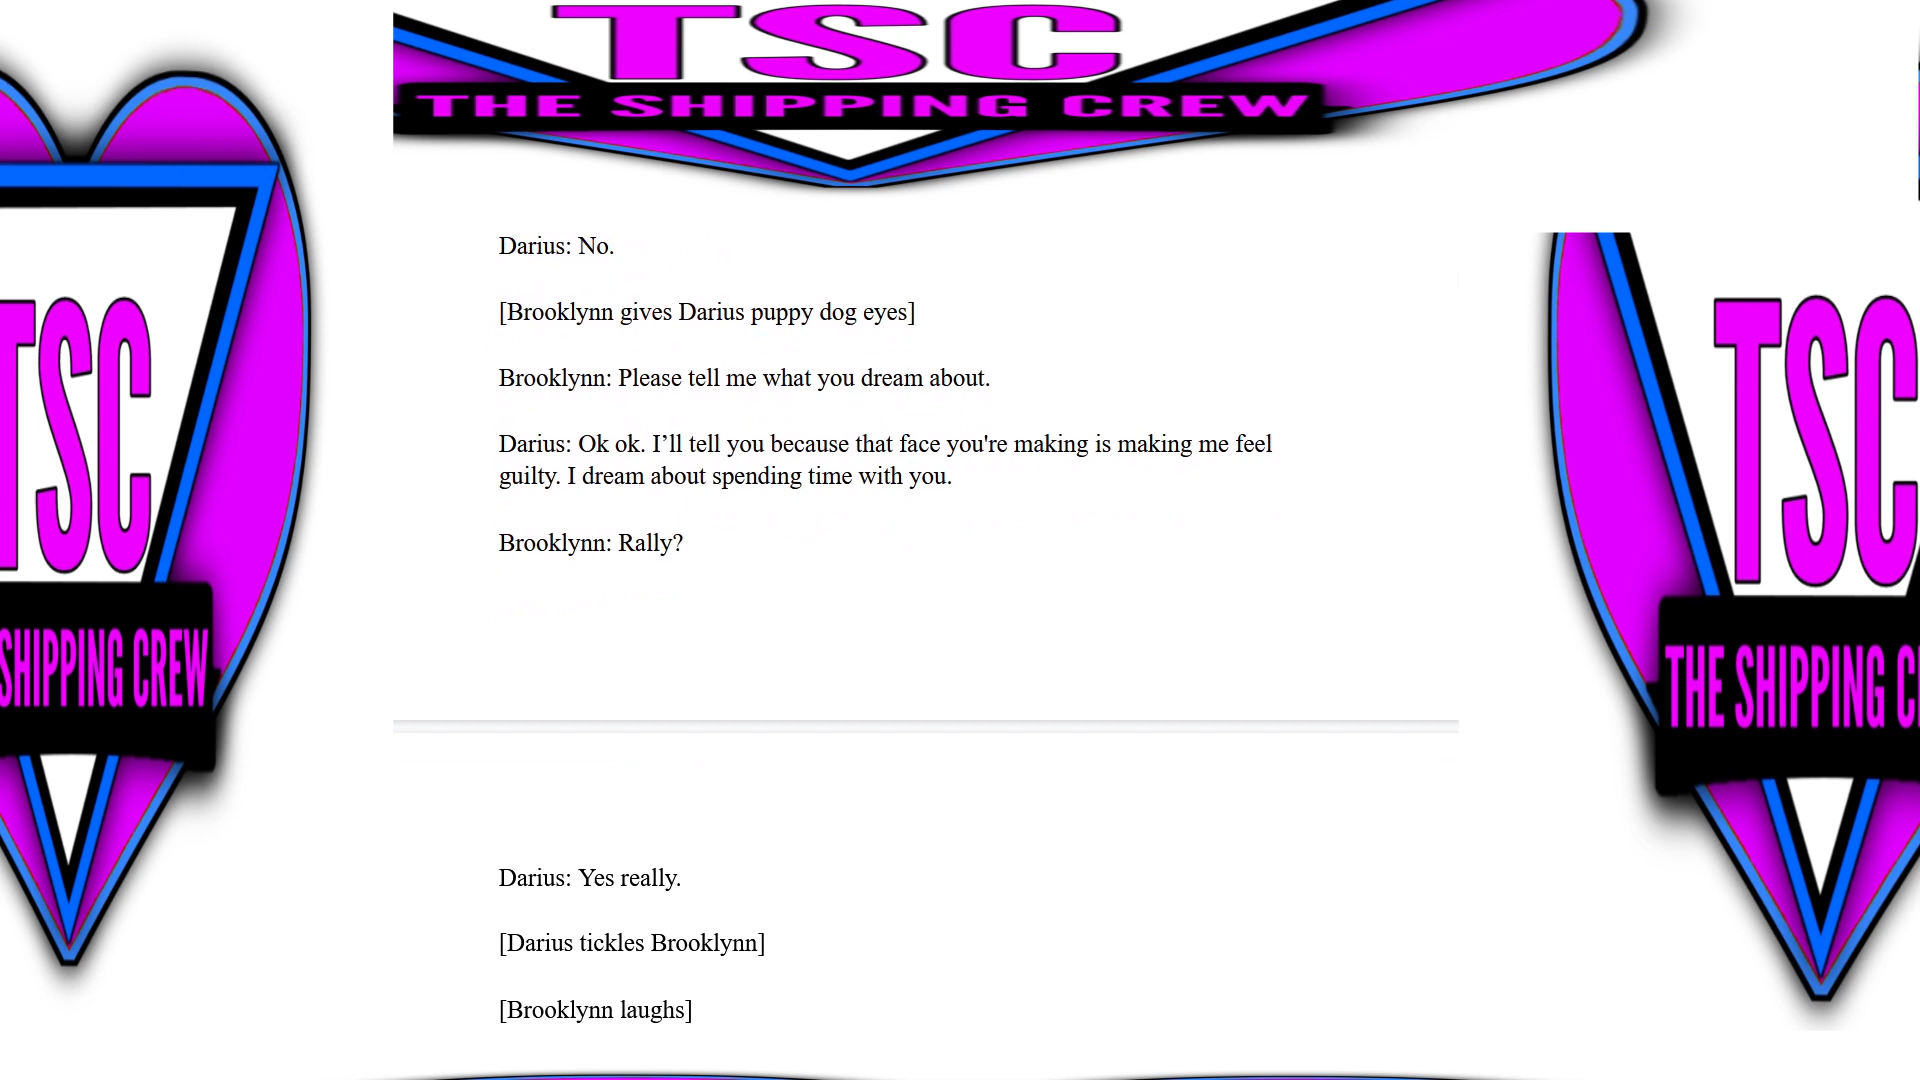 TSC
THE SHIPPING CREW
Darius: No.
[Brooklynn gives Darius puppy dog eyes]
Brooklynn: Please tell me what you dream about.
Darius: Ok ok. I’ll tell you because that face you're making is making me feel
guilty. I dream about spending time with you.
Brooklynn: Rally?
Darius: Yes really.
[Darius tickles Brooklynn]
[Brooklynn laughs]
TSC
SHIPPING CREW
TSC
THE SHIPPING C